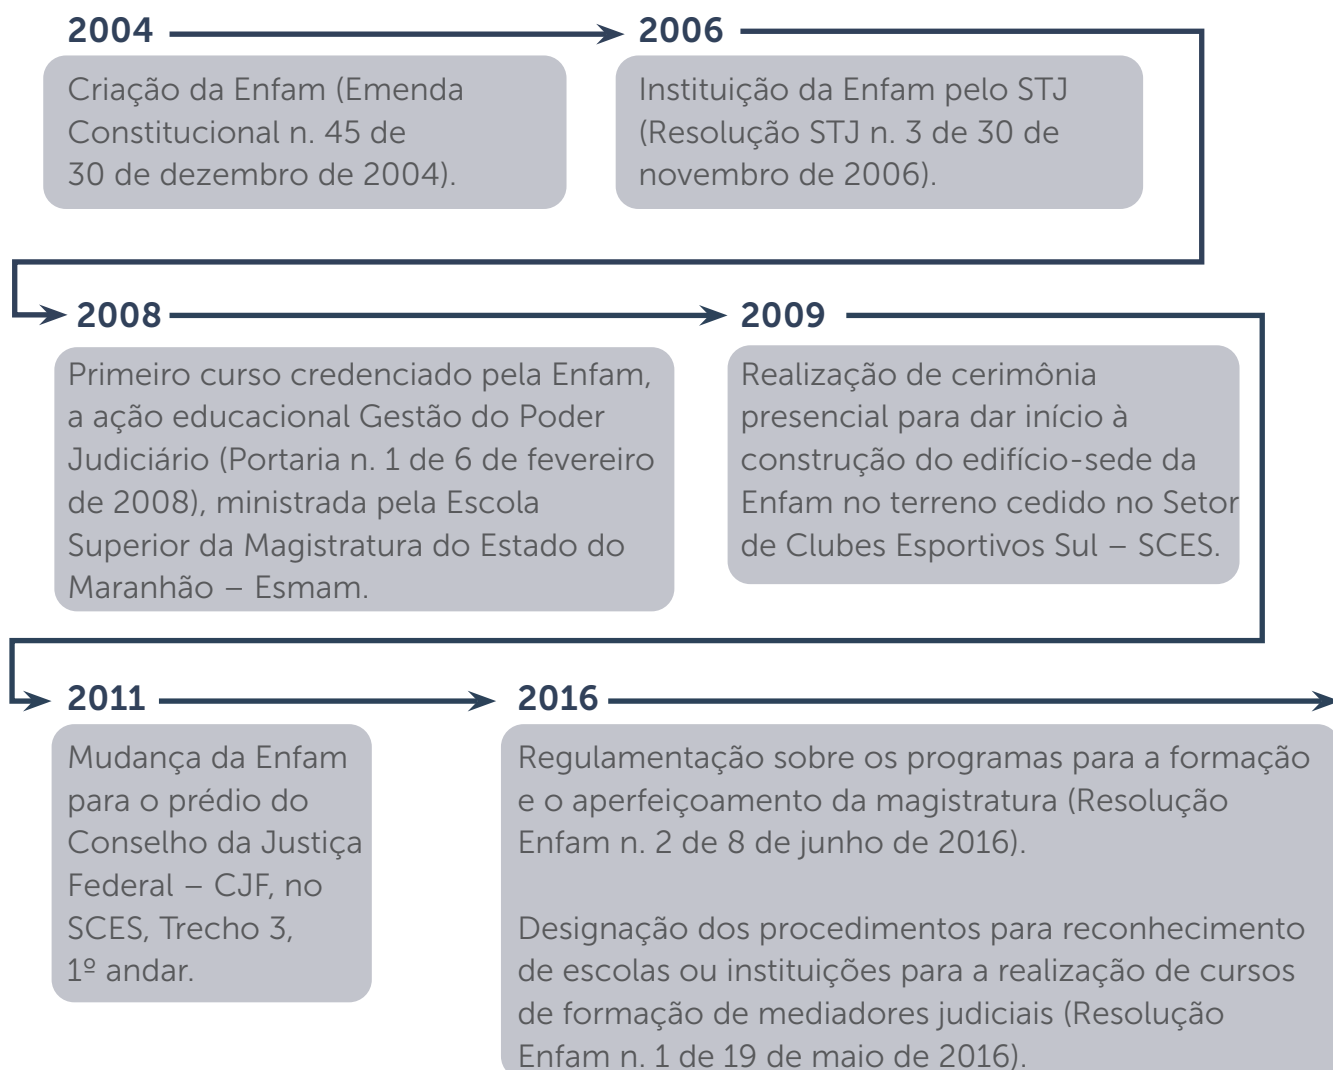 2004
Criação da Enfam (Emenda
Constitucional n. 45 de
30 de dezembro de 2004).
2006
Instituição da Enfam pelo STJ
(Resolução STJ n. 3 de 30 de
novembro de 2006).
2008
Primeiro curso credenciado pela Enfam,
a ação educacional Gestão do Poder
Judiciário (Portaria n. 1 de 6 de fevereiro
de 2008), ministrada pela Escola
Superior da Magistratura do Estado do
Maranhão – Esmam.
2009
Realização de cerimônia
presencial para dar início à
construção do edifício-sede da
Enfam no terreno cedido no Setor
de Clubes Esportivos Sul – SCES.
2011
Mudança da Enfam
para o prédio do
Conselho da Justiça
Federal – CJF, no
SCES, Trecho 3,
1º andar.
2016
Regulamentação sobre os programas para a formação
e o aperfeiçoamento da magistratura (Resolução
Enfam n. 2 de 8 de junho de 2016).
Designação dos procedimentos para reconhecimento
de escolas ou instituições para a realização de cursos
de formação de mediadores judiciais (Resolução
Enfam n. 1 de 19 de maio de 2016).